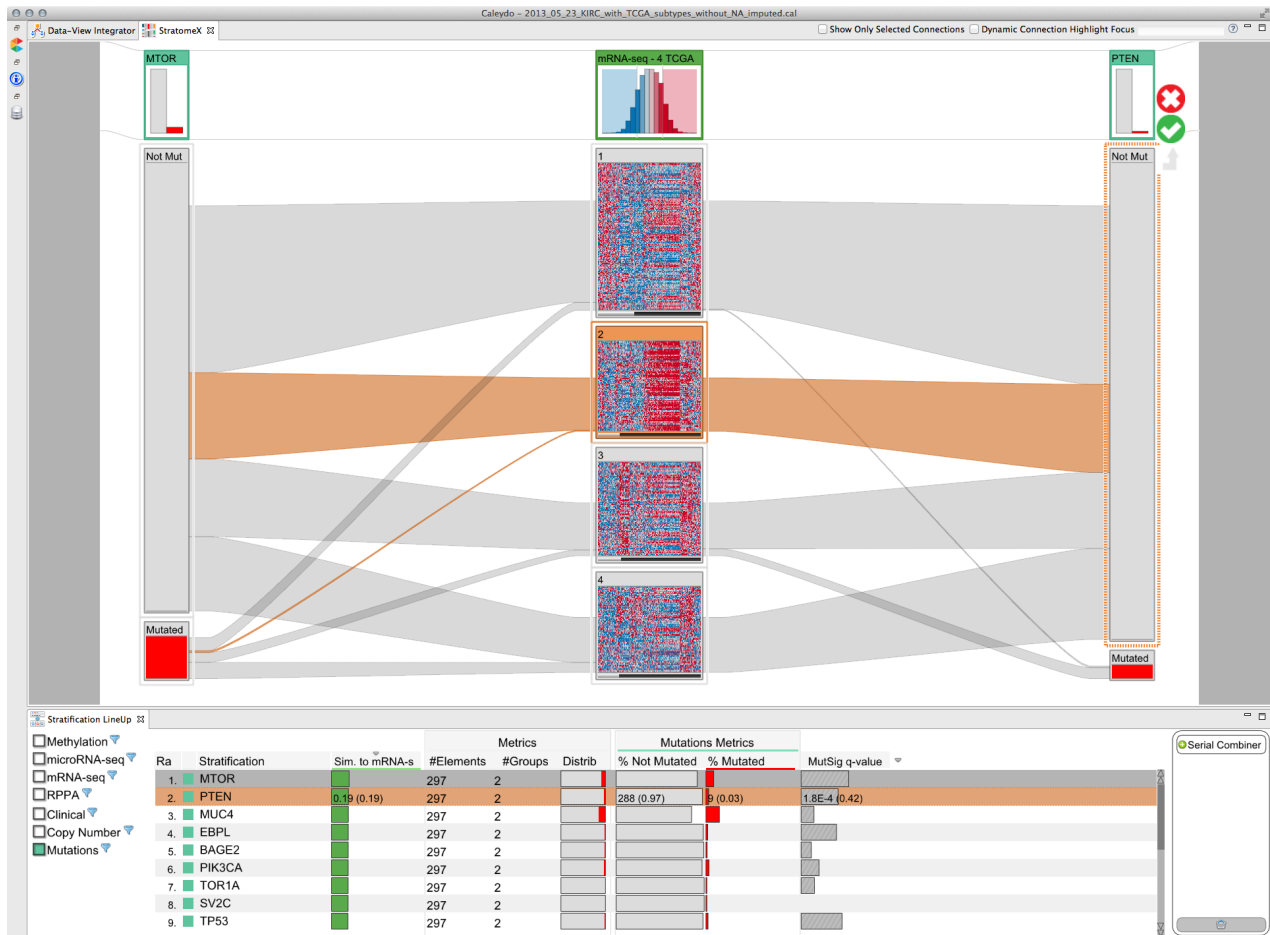 Caleydo - 2013_05_23_KIRC_with_TCGA_subtypes_without_NA_imputed.cal
Data-View Integrator StratomeX Show Only Selected Connections Dynamic Connection Highlight Focus
MTOR mRNA-seq - 4 TCGA PTEN
Not Mut 1 Not Mut
2
3
4
Mutated Mutated
Stratification LineUp
Methylation
microRNA-seq
mRNA-seq
RPPA
Clinical
Copy Number
Mutations
Metrics Mutations Metrics
Ra Stratification Sim. to mRNA-s #Elements #Groups Distrib % Not Mutated % Mutated MutSig q-value
1. MTOR 297 2
2. PTEN 0.19 (0.19) 297 2 288 (0.97) 9 (0.03) 1.8E-4 (0.42)
3. MUC4 297 2
4. EBPL 297 2
5. BAGE2 297 2
6. PIK3CA 297 2
7. TOR1A 297 2
8. SV2C 297 2
9. TP53 297 2
Serial Combiner